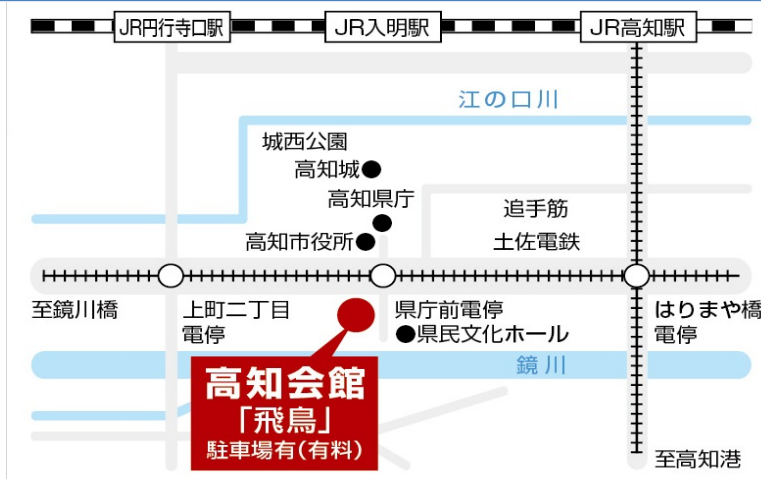 JR円行寺口駅
JR入明駅
JR高知駅
江の口川
城西公園
高知城
高知県庁
追手筋
高知市役所
土佐電鉄
至鏡川橋
上町二丁目
電停
県庁前電停
県民文化ホール
はりまや橋
電停
鏡川
高知会館
「飛鳥」
駐車場有(有料)
至高知港